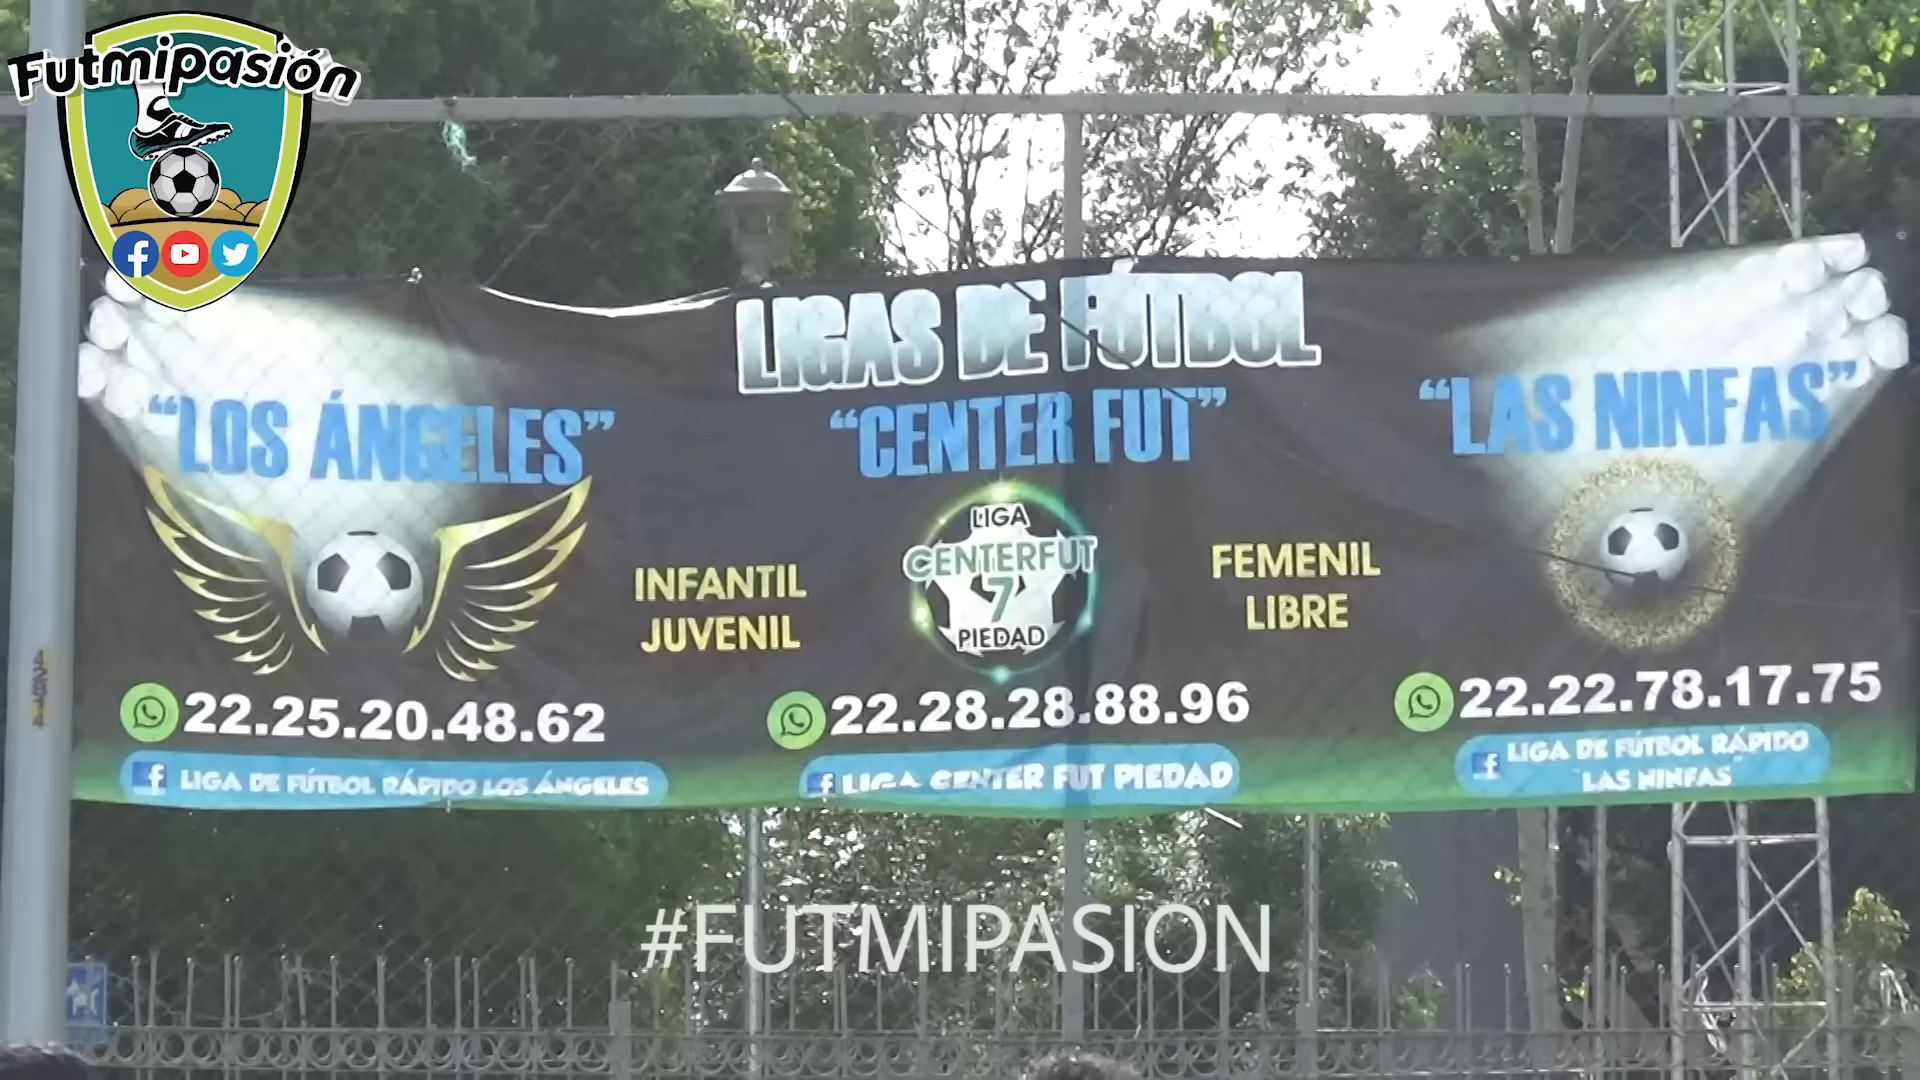 Futmipasión
LIGAS DE FÚTBOL
"LOS ÁNGELES"
"CENTER FUT"
"LAS NINFAS"
INFANTIL
JUVENIL
LIGA
CENTERFUT
7
PIEDAD
FEMENIL
LIBRE
22.25.20.48.62
22.28.28.88.96
22.22.78.17.75
LIGA DE FÚTBOL RÁPIDO LOS ÁNGELES
LIGA CENTER FUT PIEDAD
LIGA DE FÚTBOL RÁPIDO
"LAS NINFAS"
#FUTMIPASION